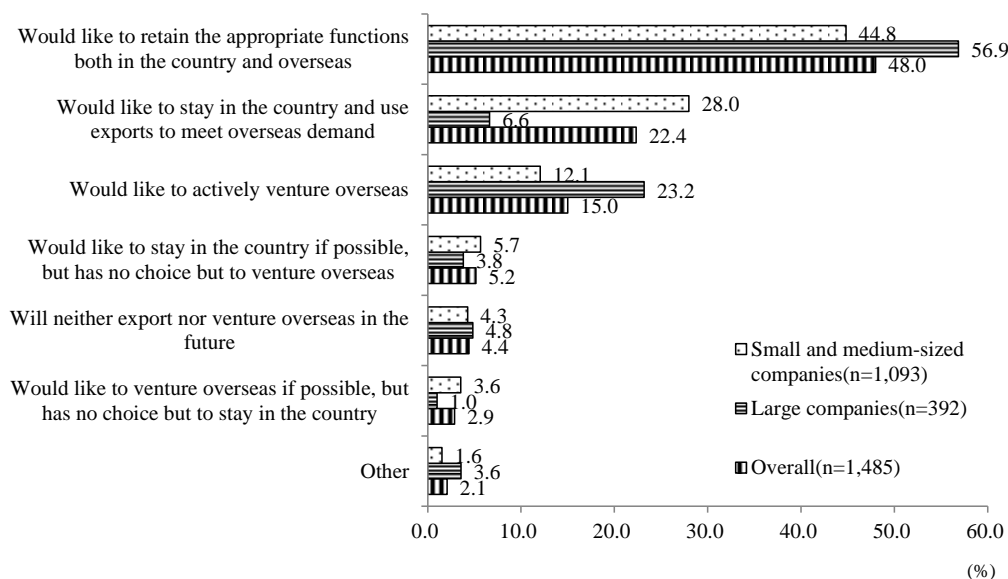 Would like to retain the appropriate functions
both in the country and overseas
44.8
56.9
48.0
Would like to stay in the country and use
exports to meet overseas demand
28.0
6.6
22.4
Would like to actively venture overseas
12.1
23.2
15.0
Would like to stay in the country if possible,
but has no choice but to venture overseas
5.7
3.8
5.2
Will neither export nor venture overseas in the
future
4.3
4.8
4.4
Would like to venture overseas if possible, but
has no choice but to stay in the country
3.6
1.0
2.9
Other
1.6
3.6
2.1
Small and medium-sized
companies(n=1,093)
Large companies(n=392)
Overall(n=1,485)
0.0 10.0 20.0 30.0 40.0 50.0 60.0
(%)